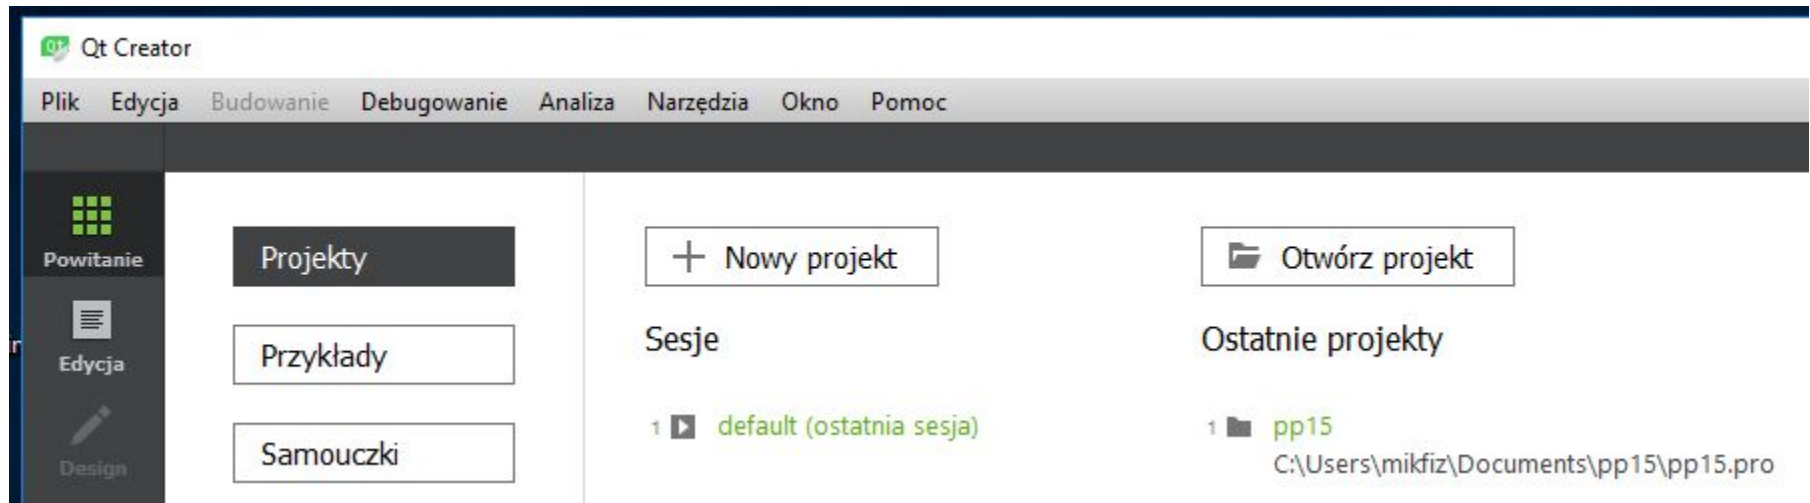 Qt Creator
Plik Edycja Budowanie Debugowanie Analiza Narzędzia Okno Pomoc
Powitanie
Edycja
Design
Projekty
Przykłady
Samouczki
+ Nowy projekt
Sesje
1 default (ostatnia sesja)
Otwórz projekt
Ostatnie projekty
1 pp15
C:\Users\mikfiz\Documents\pp15\pp15.pro